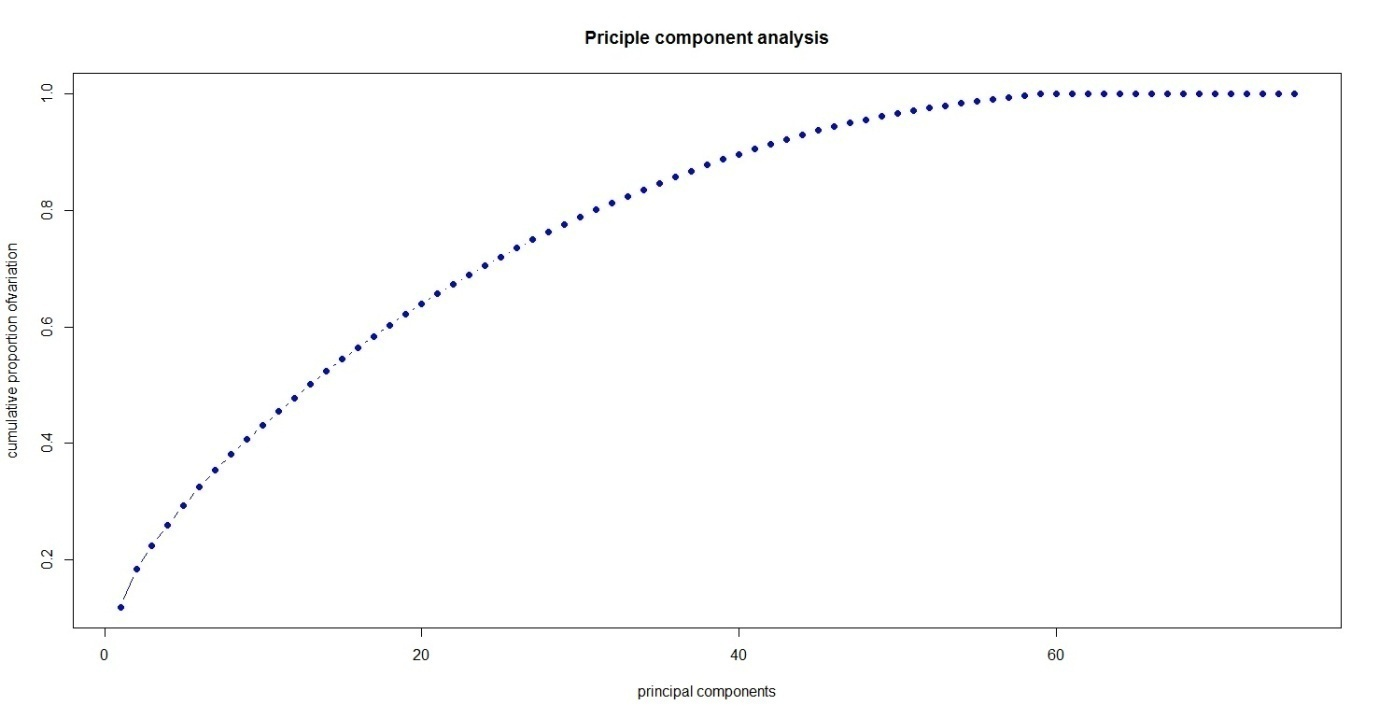 Priciple component analysis
1.0
0.8
0.6
0.4
0.2
cumulative proportion ofvariation
0 20 40 60
principal components